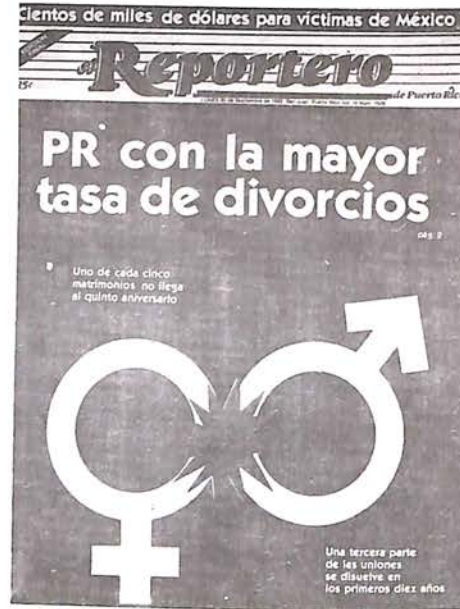 Cientos de miles de dólares para víctimas de México
el Reportero
25¢
de Puerto Rico
PR con la mayor
tasa de divorcios
pág. 2
Uno de cada cinco
matrimonios no llega
al quinto aniversario
Una tercera parte
de las uniones
se disuelve en
los primeros diez años